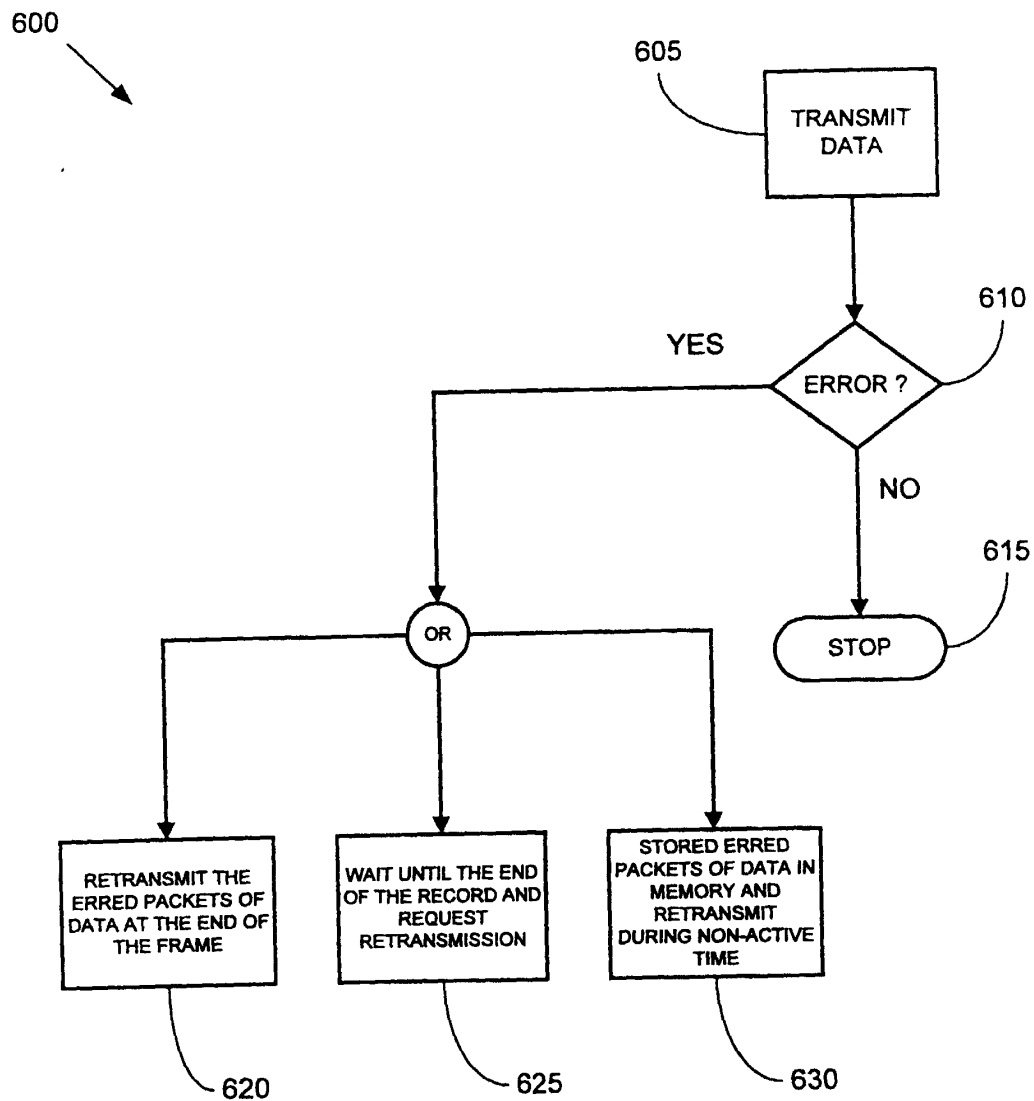 600
605
TRANSMIT
DATA
610
YES
ERROR ?
NO
615
OR
STOP
RETRANSMIT THE
ERRED PACKETS OF
DATA AT THE END OF
THE FRAME
WAIT UNTIL THE END
OF THE RECORD AND
REQUEST
RETRANSMISSION
STORED ERRED
PACKETS OF DATA IN
MEMORY AND
RETRANSMIT
DURING NON-ACTIVE
TIME
620
625
630